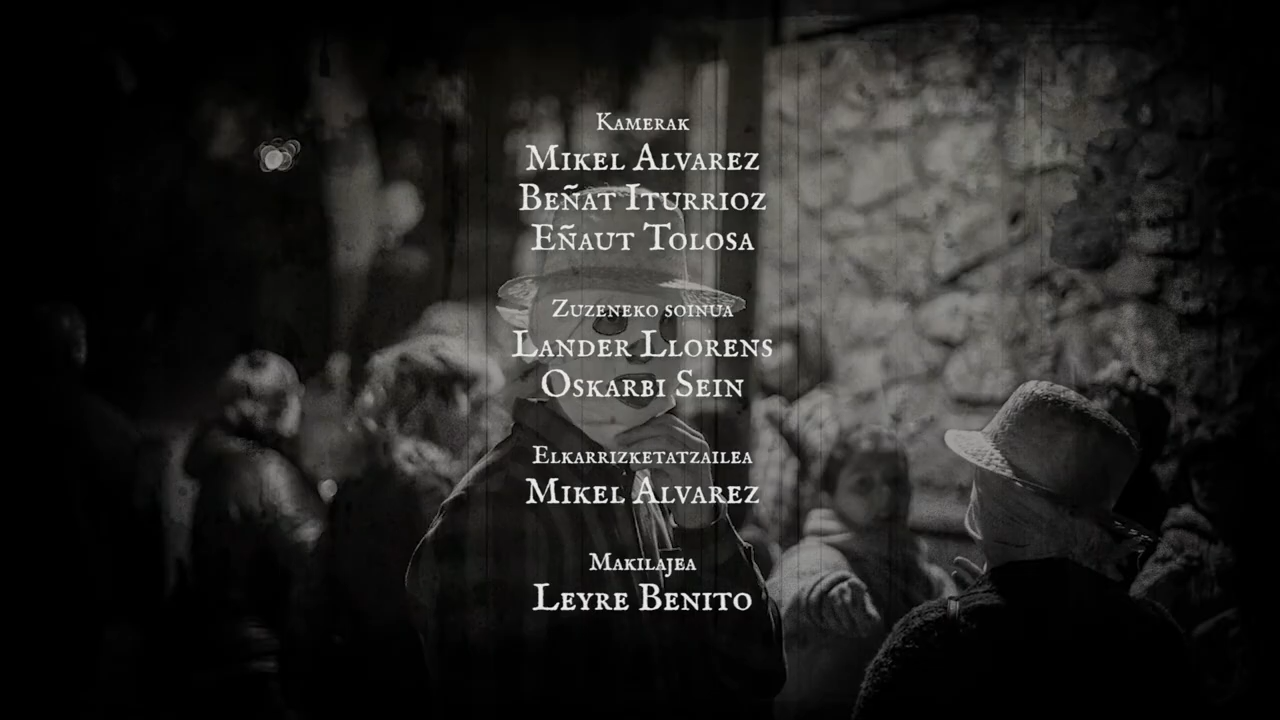 Kamerak
Mikel Alvarez
Beñat Iturrioz
Eñaut Tolosa
Zuzeneko soinua
Lander Llorens
Oskarbi Sein
Elkarrizketatzailea
Mikel Alvarez
Makilajea
Leyre Benito